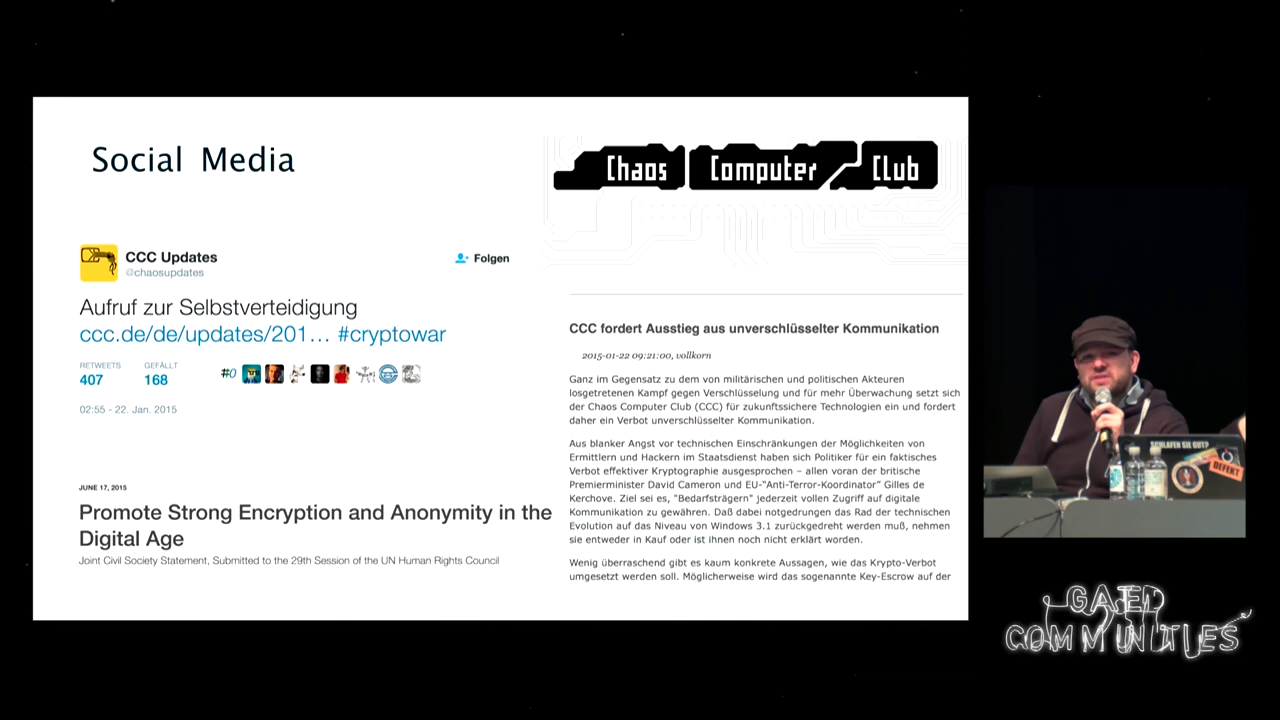 Social Media
Chaos Computer Club
CCC Updates
@chaosupdates
Folgen
Aufruf zur Selbstverteidigung
ccc.de/de/updates/201… #cryptowar
RETWEETS
GEFÄLLT
407
168
#0
02:55 - 22. Jan. 2015
JUNE 17, 2015
Promote Strong Encryption and Anonymity in the
Digital Age
Joint Civil Society Statement, Submitted to the 29th Session of the UN Human Rights Council
CCC fordert Ausstieg aus unverschlüsselter Kommunikation
2015-01-22 09:21:00, vollkorn
Ganz im Gegensatz zu dem von militärischen und politischen Akteuren
losgetretenen Kampf gegen Verschlüsselung und für mehr Überwachung setzt sich
der Chaos Computer Club (CCC) für zukunftssichere Technologien ein und fordert
daher ein Verbot unverschlüsselter Kommunikation.
Aus blanker Angst vor technischen Einschränkungen der Möglichkeiten von
Ermittlern und Hackern im Staatsdienst haben sich Politiker für ein faktisches
Verbot effektiver Kryptographie ausgesprochen – allen voran der britische
Premierminister David Cameron und EU-“Anti-Terror-Koordinator” Gilles de
Kerchove. Ziel sei es, "Bedarfsträgern" jederzeit vollen Zugriff auf digitale
Kommunikation zu gewähren. Daß dabei notgedrungen das Rad der technischen
Evolution auf das Niveau von Windows 3.1 zurückgedreht werden muß, nehmen
sie entweder in Kauf oder ist ihnen noch nicht erklärt worden.
Wenig überraschend gibt es kaum konkrete Aussagen, wie das Krypto-Verbot
umgesetzt werden soll. Möglicherweise wird das sogenannte Key-Escrow auf der
SCHLAFEN SIE GUT?
DEFEKT
GATED
COMMUNITIES